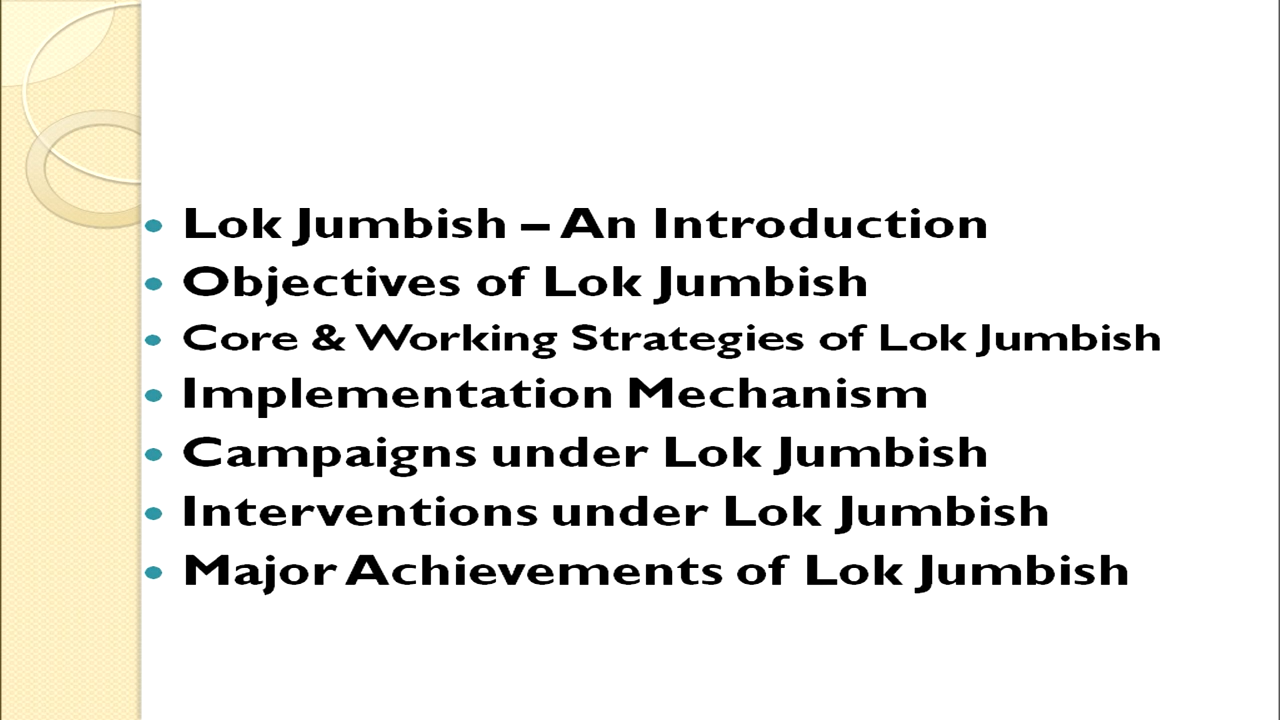 • Lok Jumbish – An Introduction
• Objectives of Lok Jumbish
• Core & Working Strategies of Lok Jumbish
• Implementation Mechanism
• Campaigns under Lok Jumbish
• Interventions under Lok Jumbish
• Major Achievements of Lok Jumbish